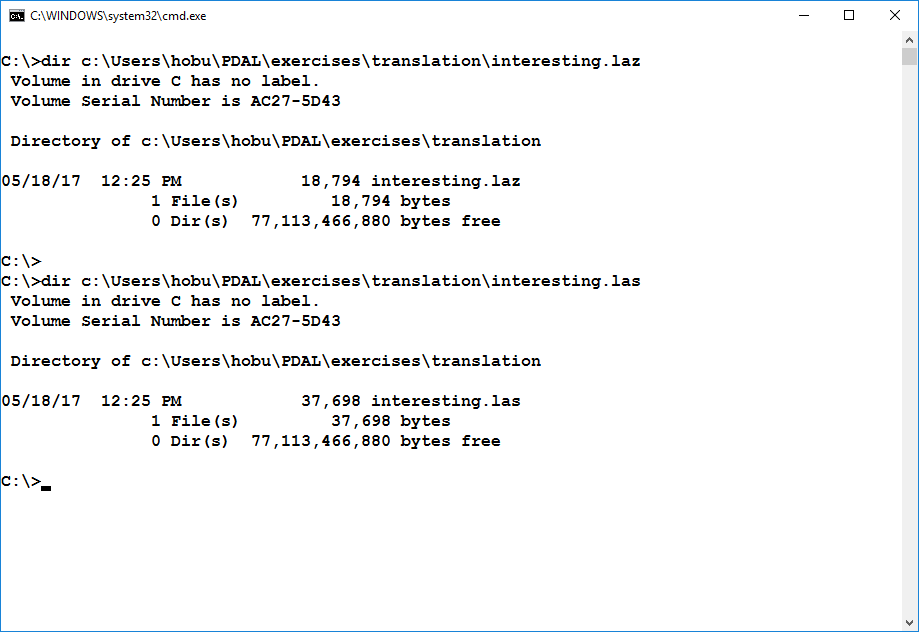 C:\WINDOWS\system32\cmd.exe
C:\>dir c:\Users\hobu\PDAL\exercises\translation\interesting.laz
 Volume in drive C has no label.
 Volume Serial Number is AC27-5D43
 Directory of c:\Users\hobu\PDAL\exercises\translation
05/18/17  12:25 PM            18,794 interesting.laz
               1 File(s)         18,794 bytes
               0 Dir(s)  77,113,466,880 bytes free
C:\>
C:\>dir c:\Users\hobu\PDAL\exercises\translation\interesting.las
 Volume in drive C has no label.
 Volume Serial Number is AC27-5D43
 Directory of c:\Users\hobu\PDAL\exercises\translation
05/18/17  12:25 PM            37,698 interesting.las
               1 File(s)         37,698 bytes
               0 Dir(s)  77,113,466,880 bytes free
C:\>